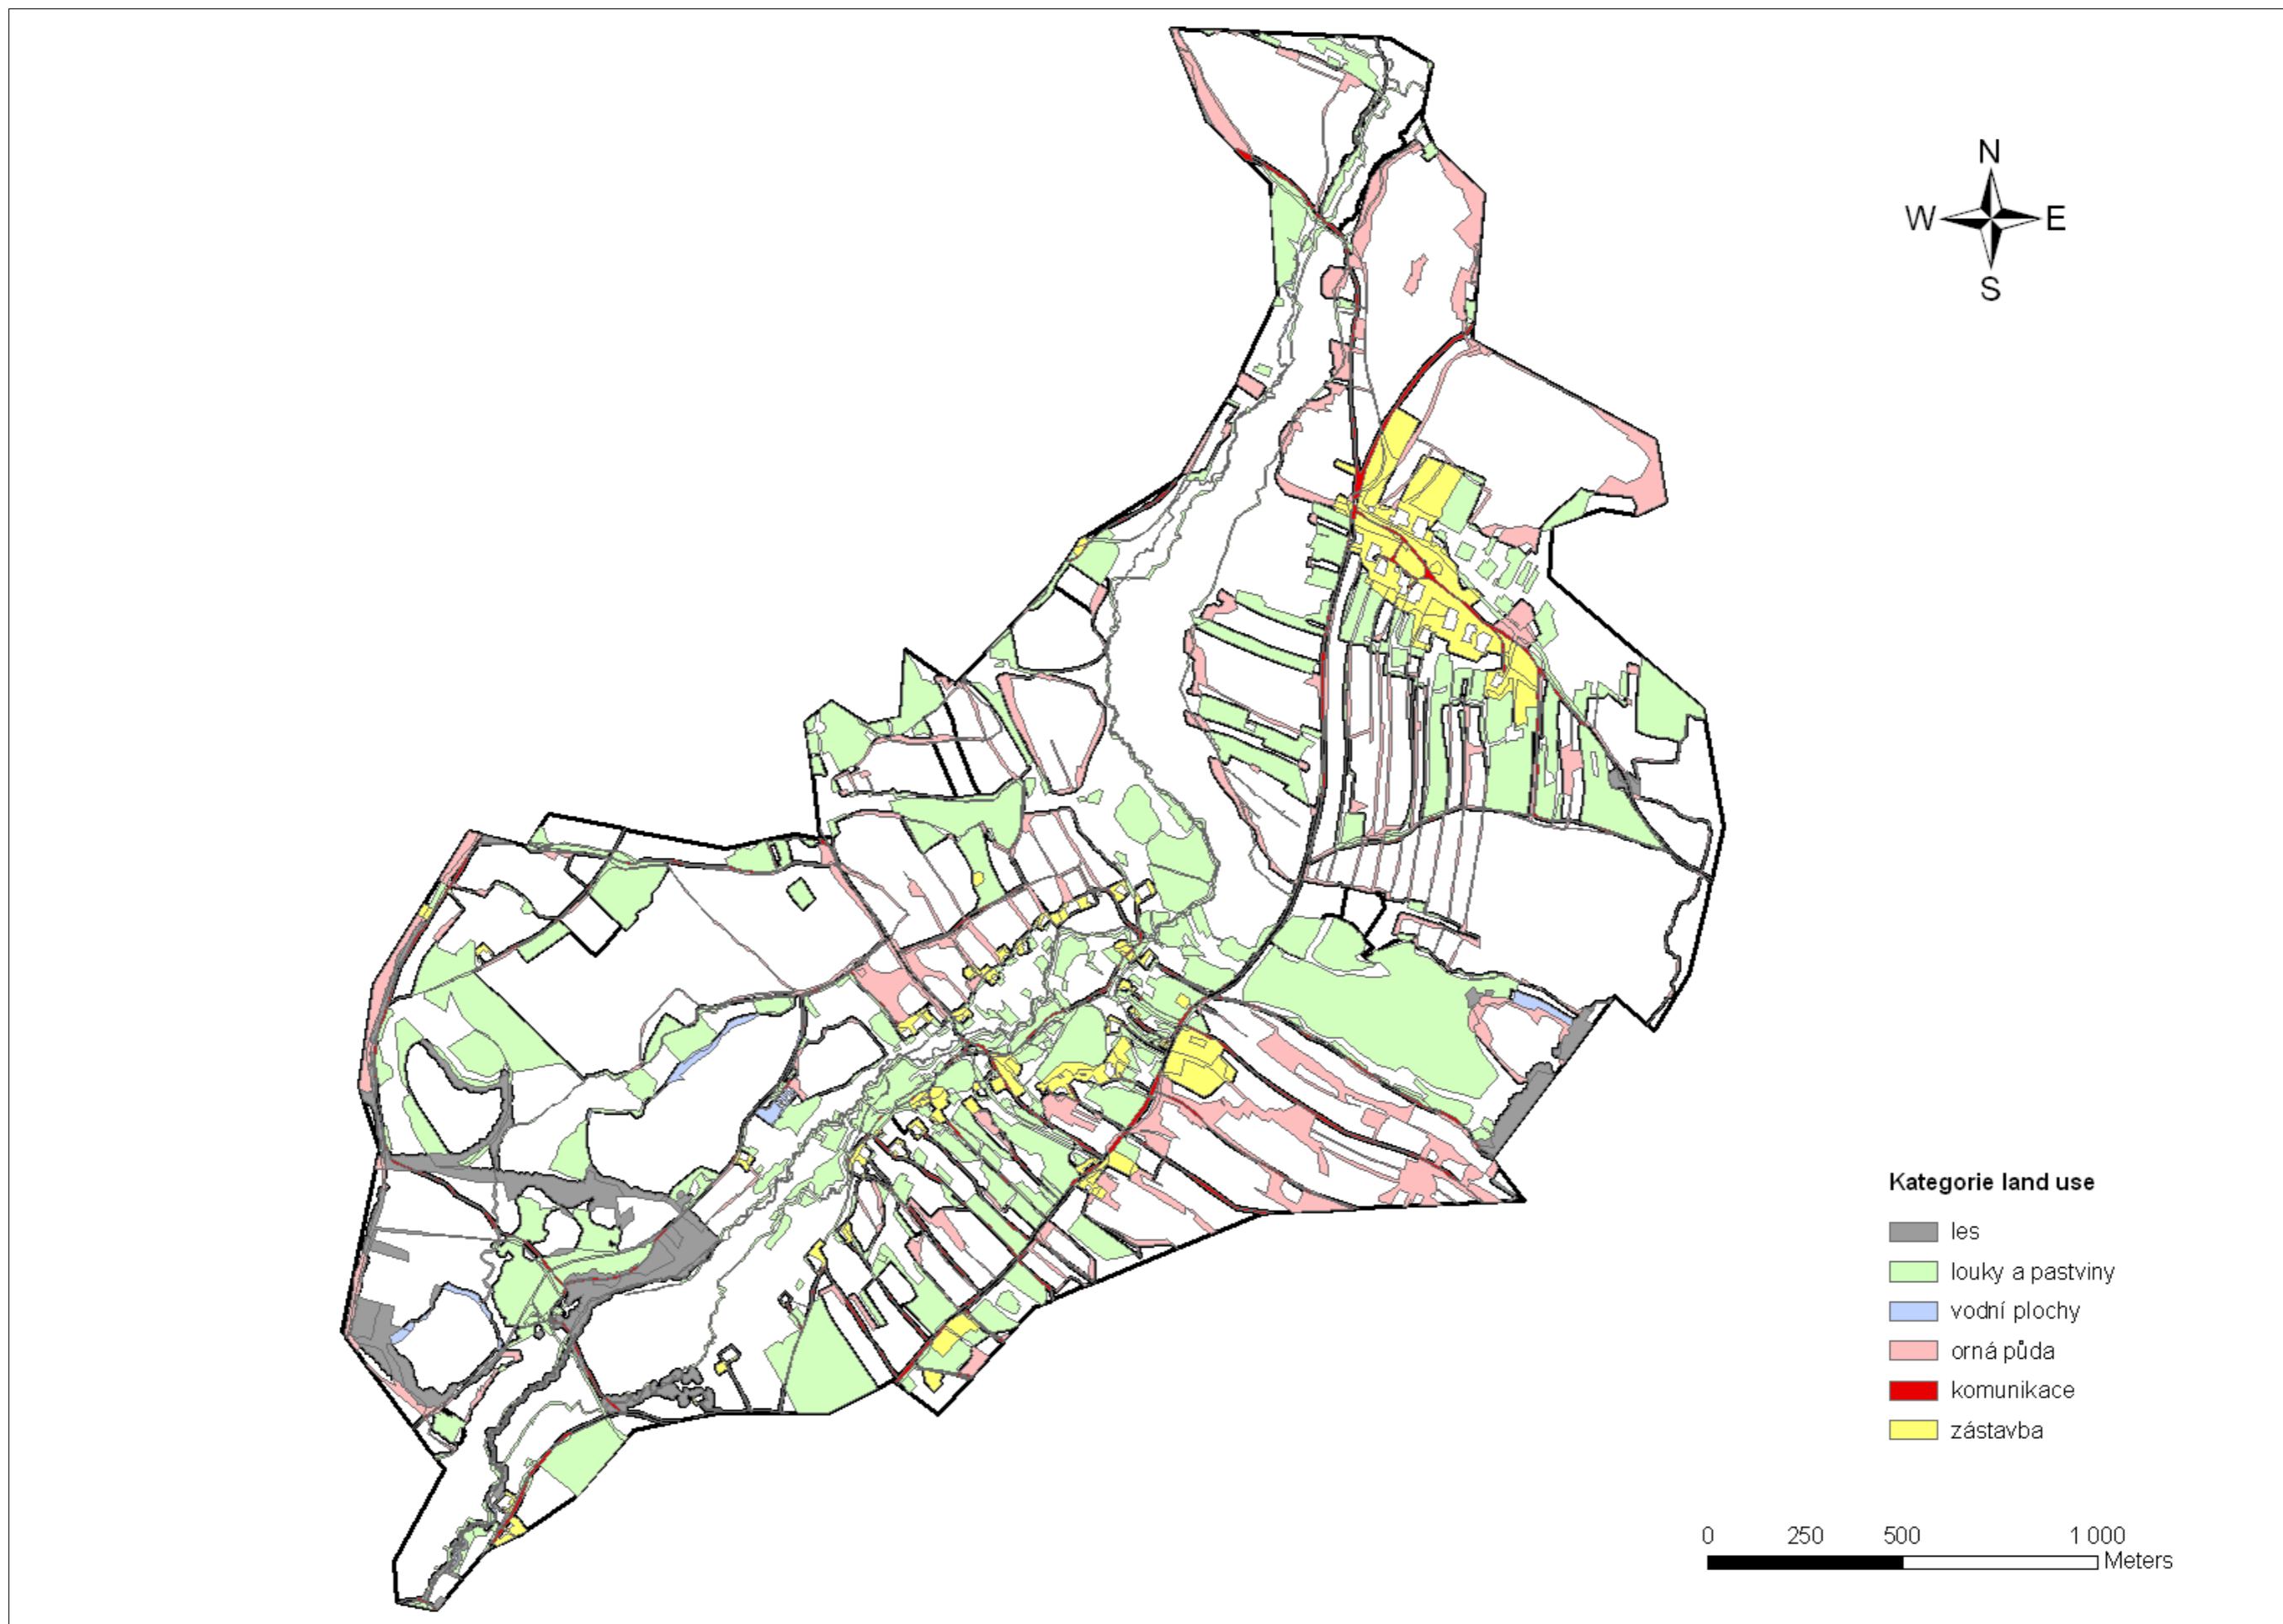 N
W E
S
Kategorie land use
les
louky a pastviny
vodní plochy
orná půda
komunikace
zástavba
0 250 500 1 000
Meters